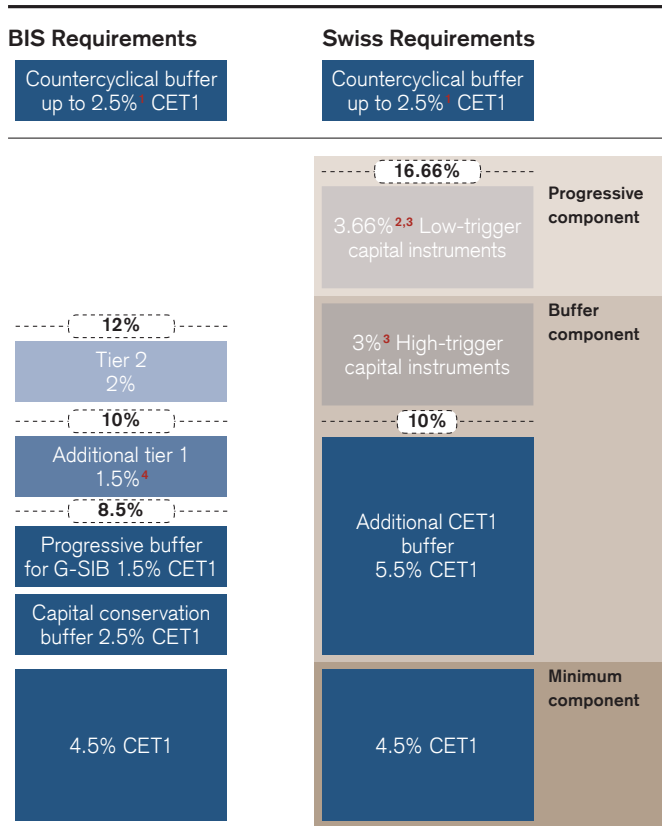 BIS Requirements
Countercyclical buffer
up to 2.5%¹ CET1
12%
Tier 2
2%
10%
Additional tier 1
1.5%⁴
8.5%
Progressive buffer
for G-SIB 1.5% CET1
Capital conservation
buffer 2.5% CET1
4.5% CET1
Swiss Requirements
Countercyclical buffer
up to 2.5%¹ CET1
16.66%
Progressive
component
3.66%²,³ Low-trigger
capital instruments
Buffer
component
3%³ High-trigger
capital instruments
10%
Additional CET1
buffer
5.5% CET1
Minimum
component
4.5% CET1